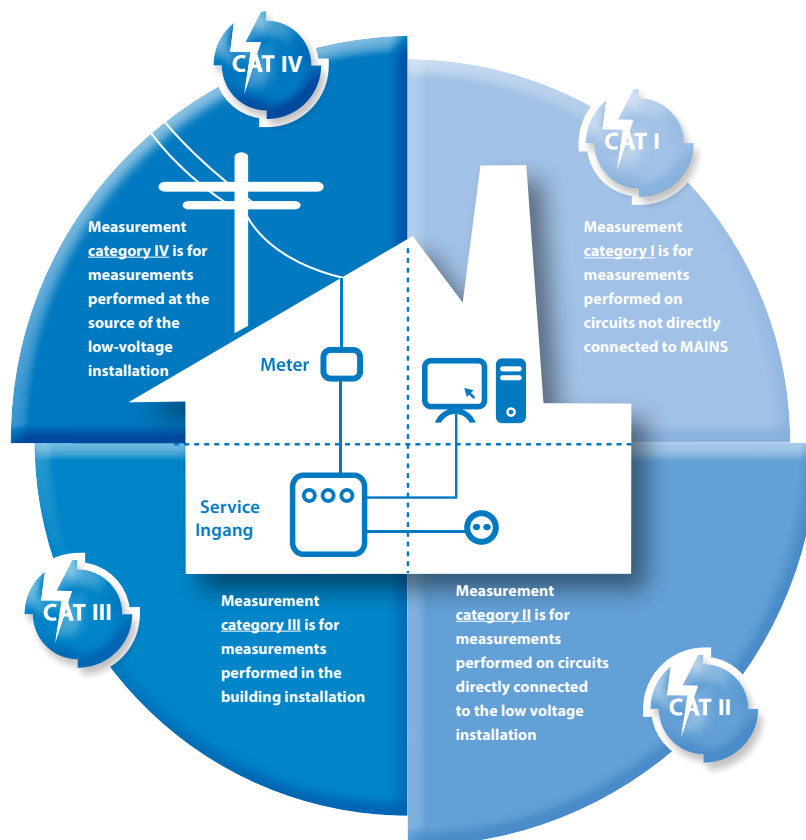 CAT IV
Measurement
category IV is for
measurements
performed at the
source of the
low-voltage
installation
CAT I
Measurement
category I is for
measurements
performed on
circuits not directly
connected to MAINS
Meter
Service
Ingang
CAT III
Measurement
category III is for
measurements
performed in the
building installation
Measurement
category II is for
measurements
performed on circuits
directly connected
to the low voltage
installation
CAT II